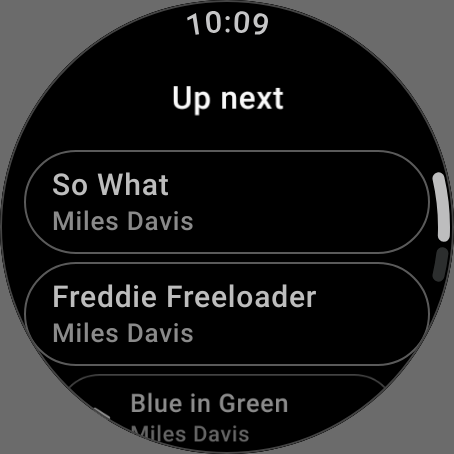 10:09
Up next
So What
Miles Davis
Freddie Freeloader
Miles Davis
Blue in Green
Miles Davis